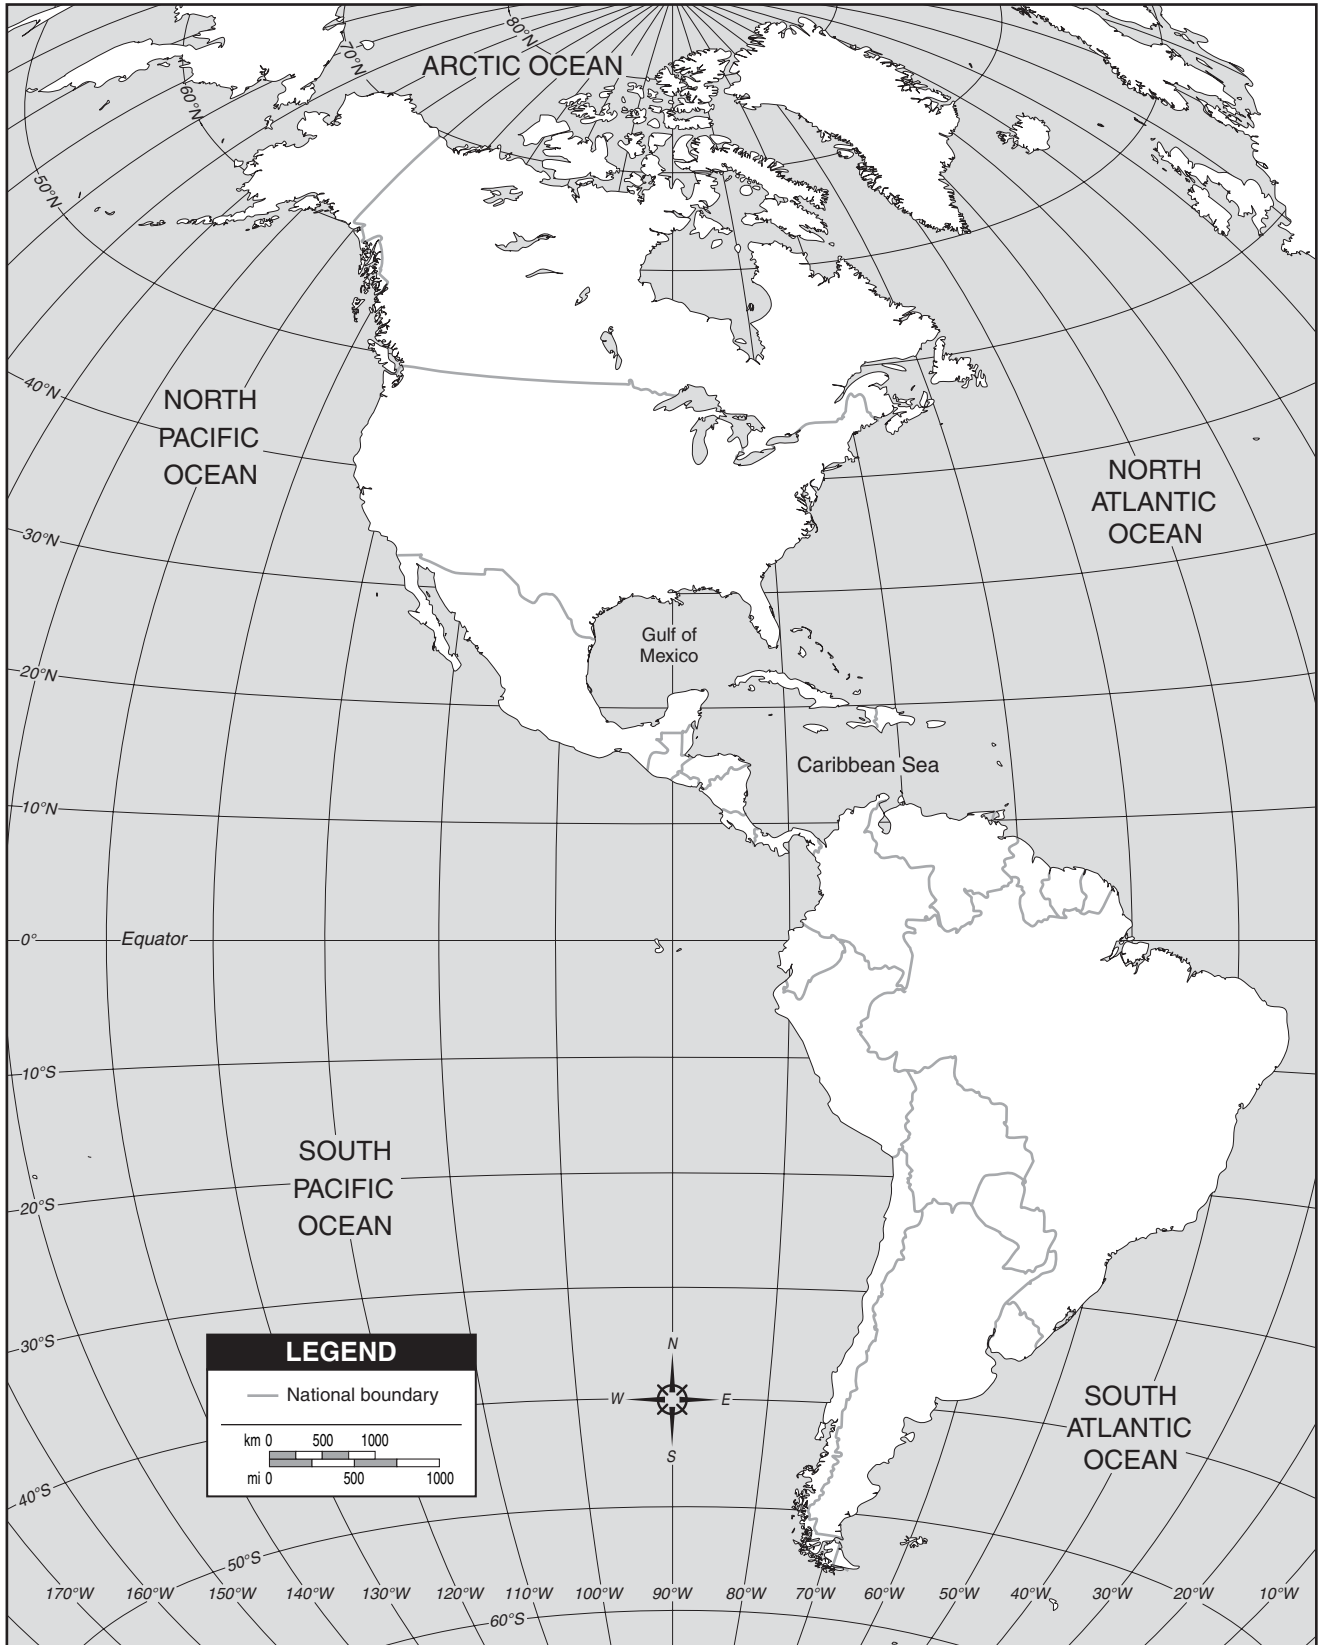 80°N
ARCTIC OCEAN
70°N
60°N
50°N
40°N
NORTH
PACIFIC
OCEAN
NORTH
ATLANTIC
OCEAN
30°N
Gulf of
Mexico
20°N
Caribbean Sea
10°N
0°
Equator
10°S
SOUTH
PACIFIC
OCEAN
20°S
30°S
LEGEND
National boundary
km 0 500 1000
mi 0 500 1000
N
W E
S
SOUTH
ATLANTIC
OCEAN
40°S
50°S
170°W 160°W 150°W 140°W 130°W 120°W 110°W 100°W 90°W 80°W 70°W 60°W 50°W 40°W 30°W 20°W 10°W
60°S